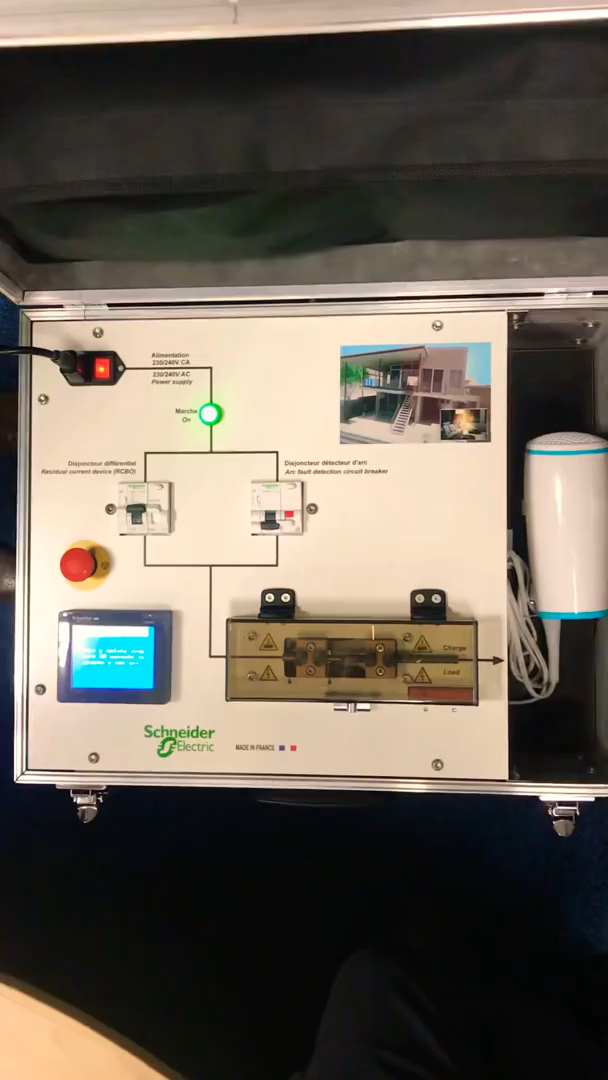 Alimentation
230/240V CA
230/240V AC
Power supply
Marche
On
Disjoncteur différentiel
Residual current device (RCBO)
Disjoncteur détecteur d'arc
Arc fault detection circuit breaker
Charge
Load
Schneider
Electric
MADE IN FRANCE